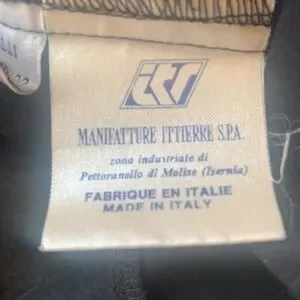 MANIFATTURE ITTIERRE S.P.A.
zona industriale di
Pettoranello di Molise (Isernia)
FABRIQUE EN ITALIE
MADE IN ITALY